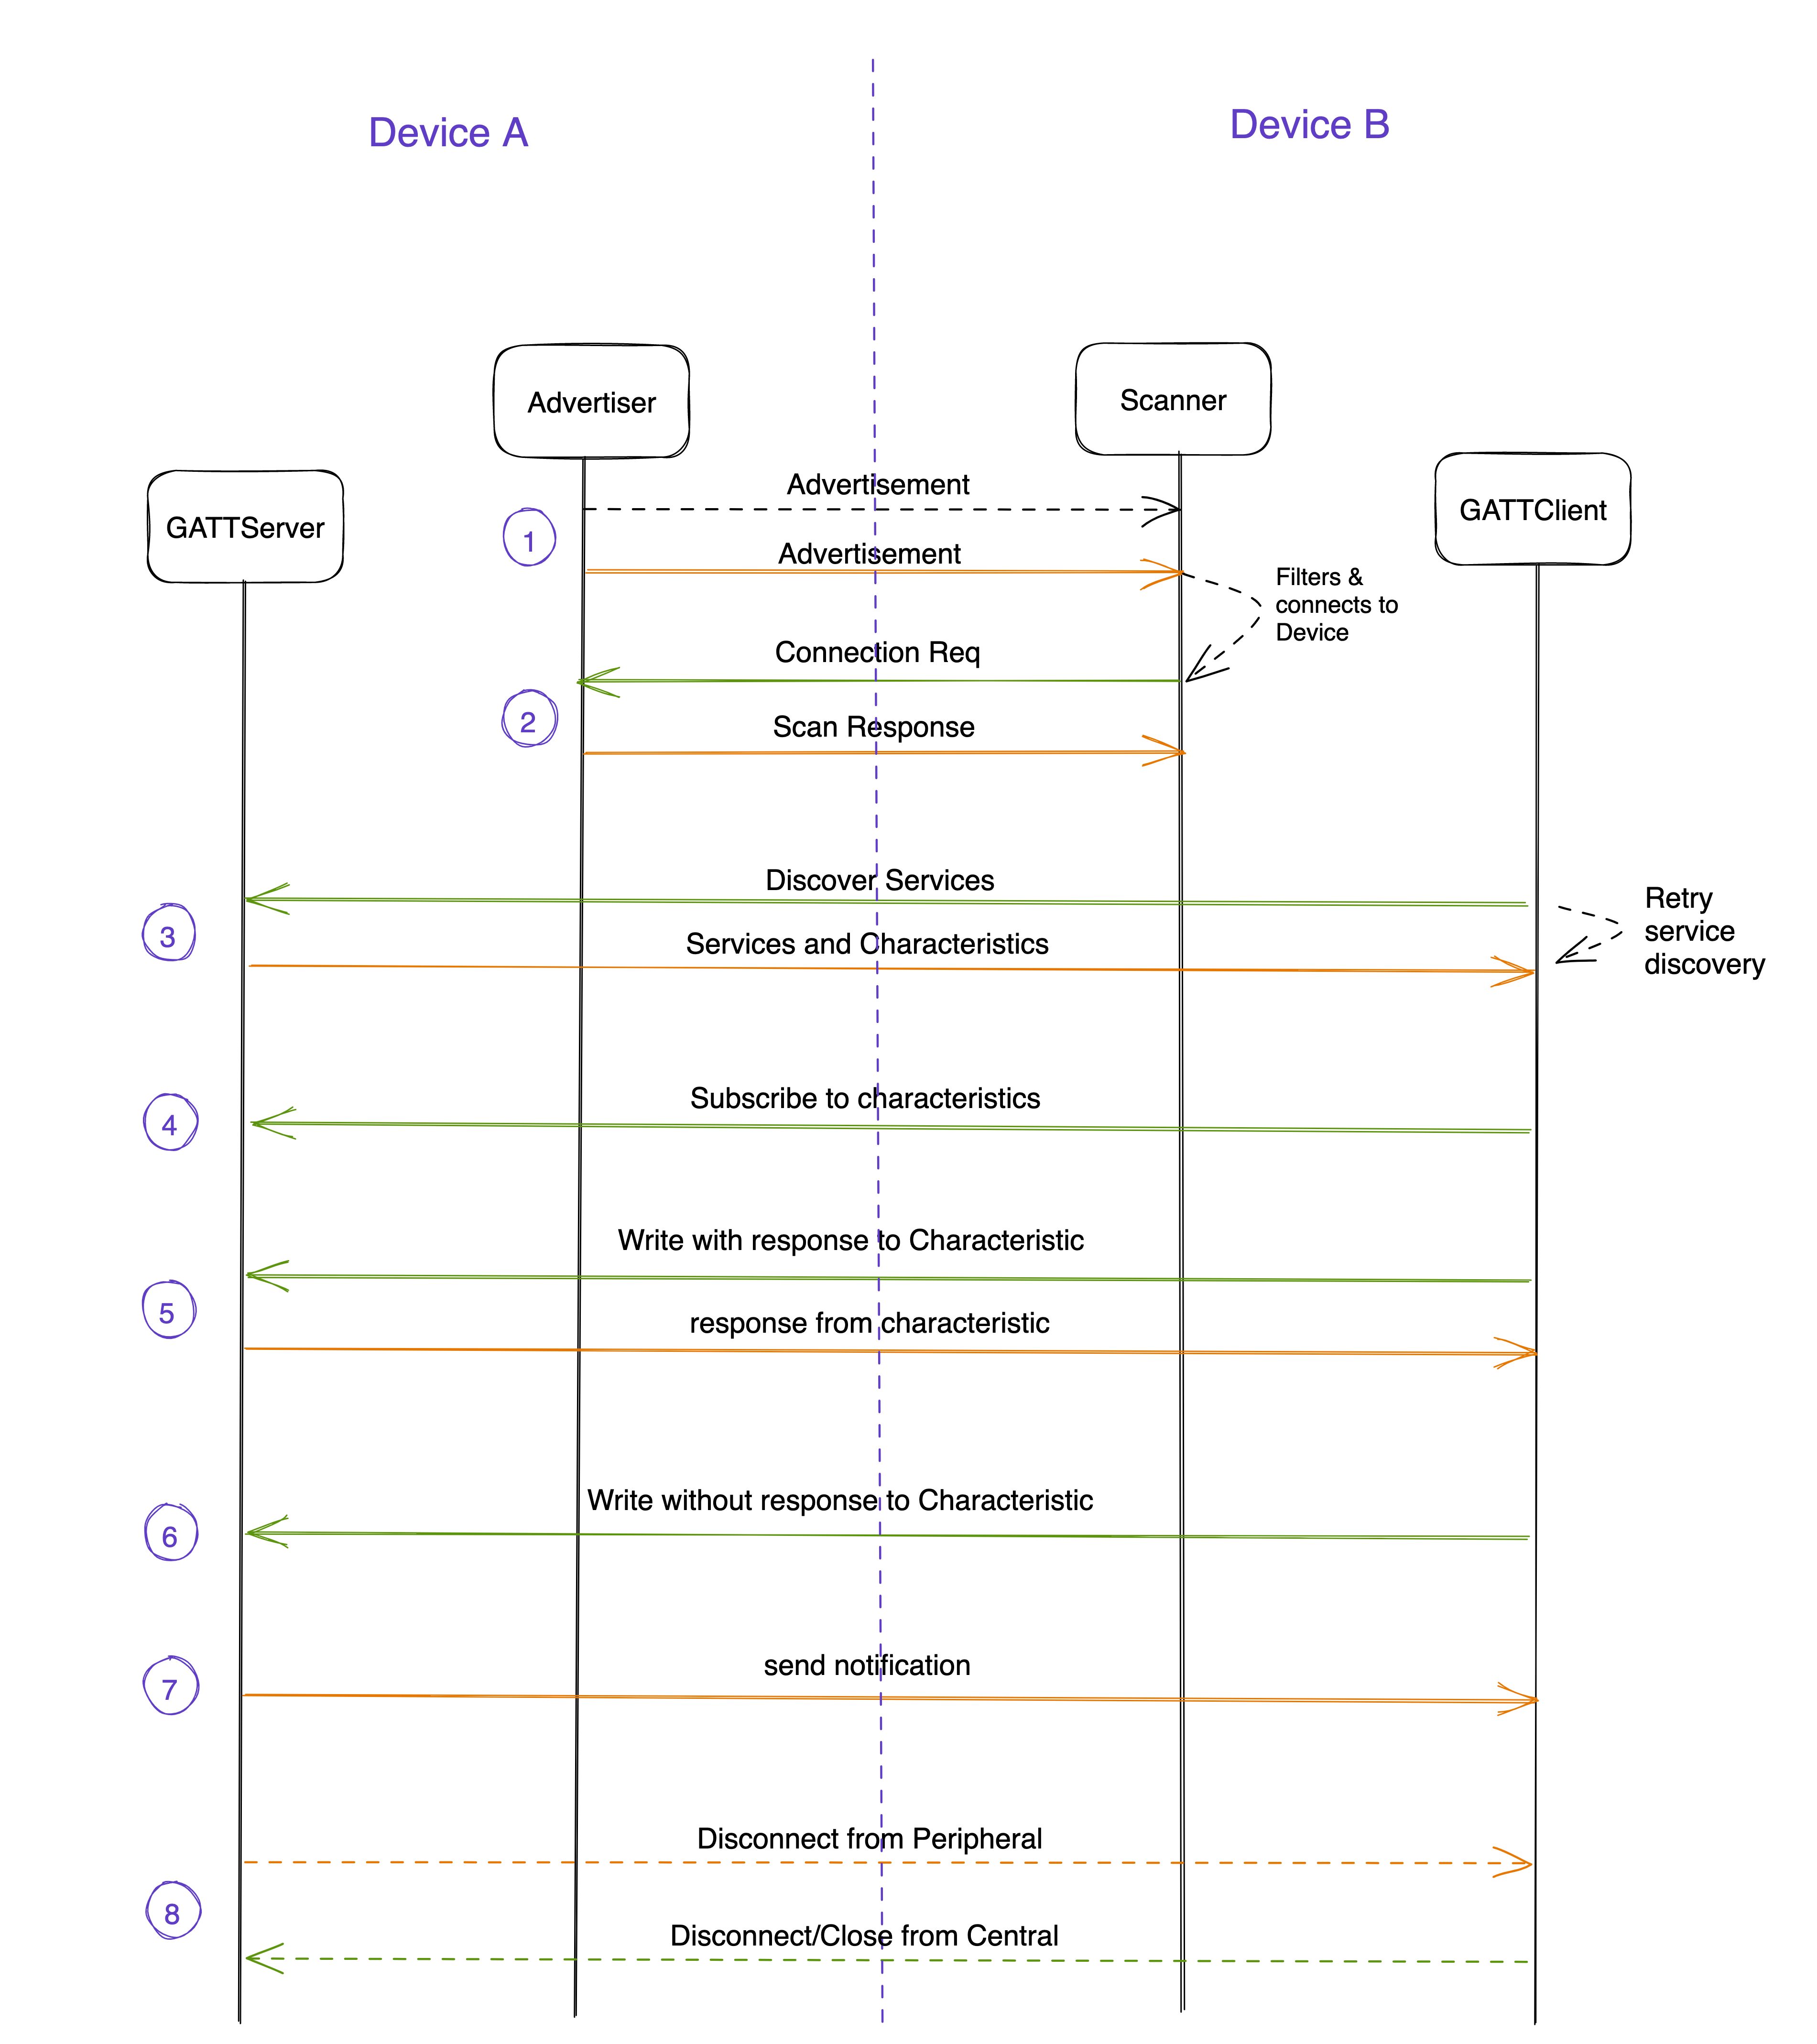 Device A
Device B
Advertiser
Scanner
GATTServer
GATTClient
Advertisement
1
Advertisement
Filters &
connects to
Device
Connection Req
2
Scan Response
Discover Services
3
Services and Characteristics
Retry
service
discovery
4
Subscribe to characteristics
Write with response to Characteristic
5
response from characteristic
Write without response to Characteristic
6
send notification
7
Disconnect from Peripheral
8
Disconnect/Close from Central